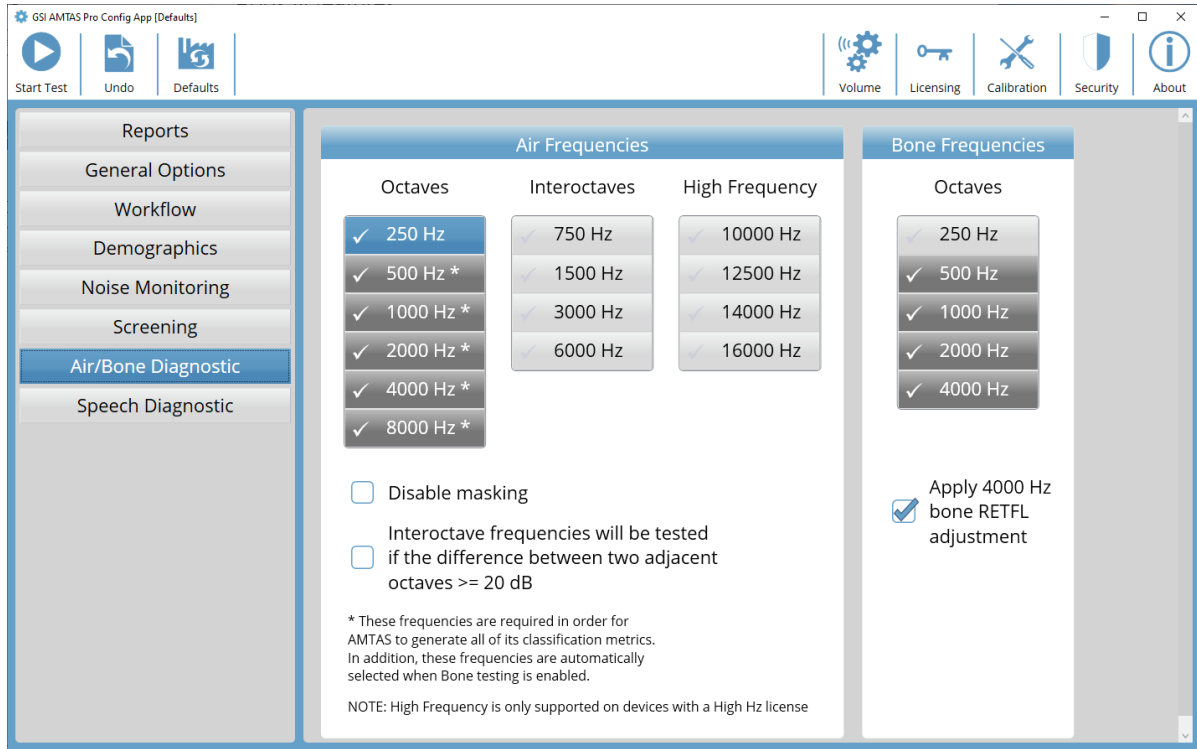 GSI AMTAS Pro Config App [Defaults]
Start Test
Undo
Defaults
Volume
Licensing
Calibration
Security
About
Reports
General Options
Workflow
Demographics
Noise Monitoring
Screening
Air/Bone Diagnostic
Speech Diagnostic
Air Frequencies
Octaves
250 Hz
500 Hz *
1000 Hz *
2000 Hz *
4000 Hz *
8000 Hz *
Interoctaves
750 Hz
1500 Hz
3000 Hz
6000 Hz
High Frequency
10000 Hz
12500 Hz
14000 Hz
16000 Hz
Disable masking
Interoctave frequencies will be tested
if the difference between two adjacent
octaves >= 20 dB
* These frequencies are required in order for
AMTAS to generate all of its classification metrics.
In addition, these frequencies are automatically
selected when Bone testing is enabled.
NOTE: High Frequency is only supported on devices with a High Hz license
Bone Frequencies
Octaves
250 Hz
500 Hz
1000 Hz
2000 Hz
4000 Hz
Apply 4000 Hz
bone RETFL
adjustment